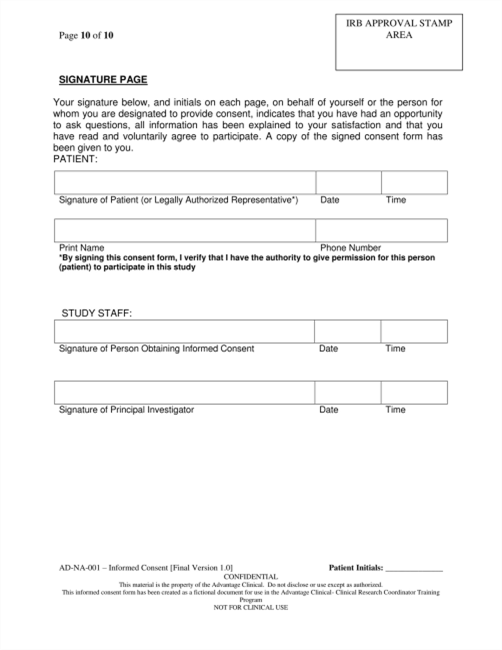 Page 10 of 10
IRB APPROVAL STAMP
AREA
SIGNATURE PAGE
Your signature below, and initials on each page, on behalf of yourself or the person for
whom you are designated to provide consent, indicates that you have had an opportunity
to ask questions, all information has been explained to your satisfaction and that you
have read and voluntarily agree to participate. A copy of the signed consent form has
been given to you.
PATIENT:
Signature of Patient (or Legally Authorized Representative*) Date Time
Print Name Phone Number
*By signing this consent form, I verify that I have the authority to give permission for this person
(patient) to participate in this study
STUDY STAFF:
Signature of Person Obtaining Informed Consent Date Time
Signature of Principal Investigator Date Time
AD-NA-001 – Informed Consent [Final Version 1.0] Patient Initials: ______________
CONFIDENTIAL
This material is the property of the Advantage Clinical. Do not disclose or use except as authorized.
This informed consent form has been created as a fictional document for use in the Advantage Clinical- Clinical Research Coordinator Training
Program
NOT FOR CLINICAL USE